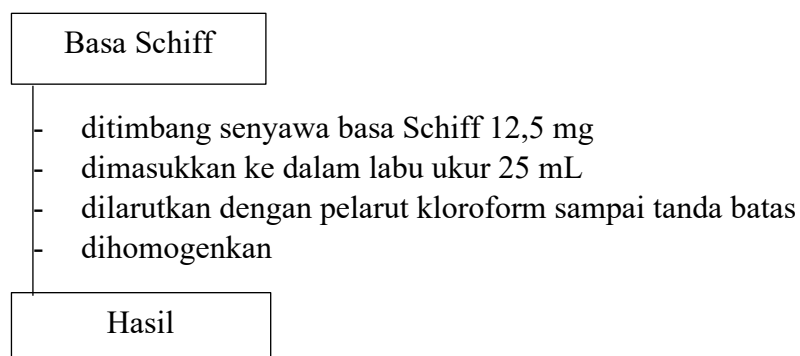 Basa Schiff
- ditimbang senyawa basa Schiff 12,5 mg
- dimasukkan ke dalam labu ukur 25 mL
- dilarutkan dengan pelarut kloroform sampai tanda batas
- dihomogenkan
Hasil